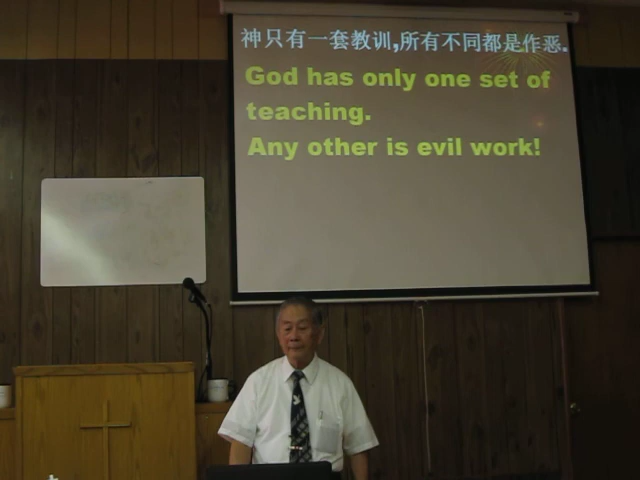 神只有一套教训,所有不同都是作恶.
God has only one set of
teaching.
Any other is evil work!